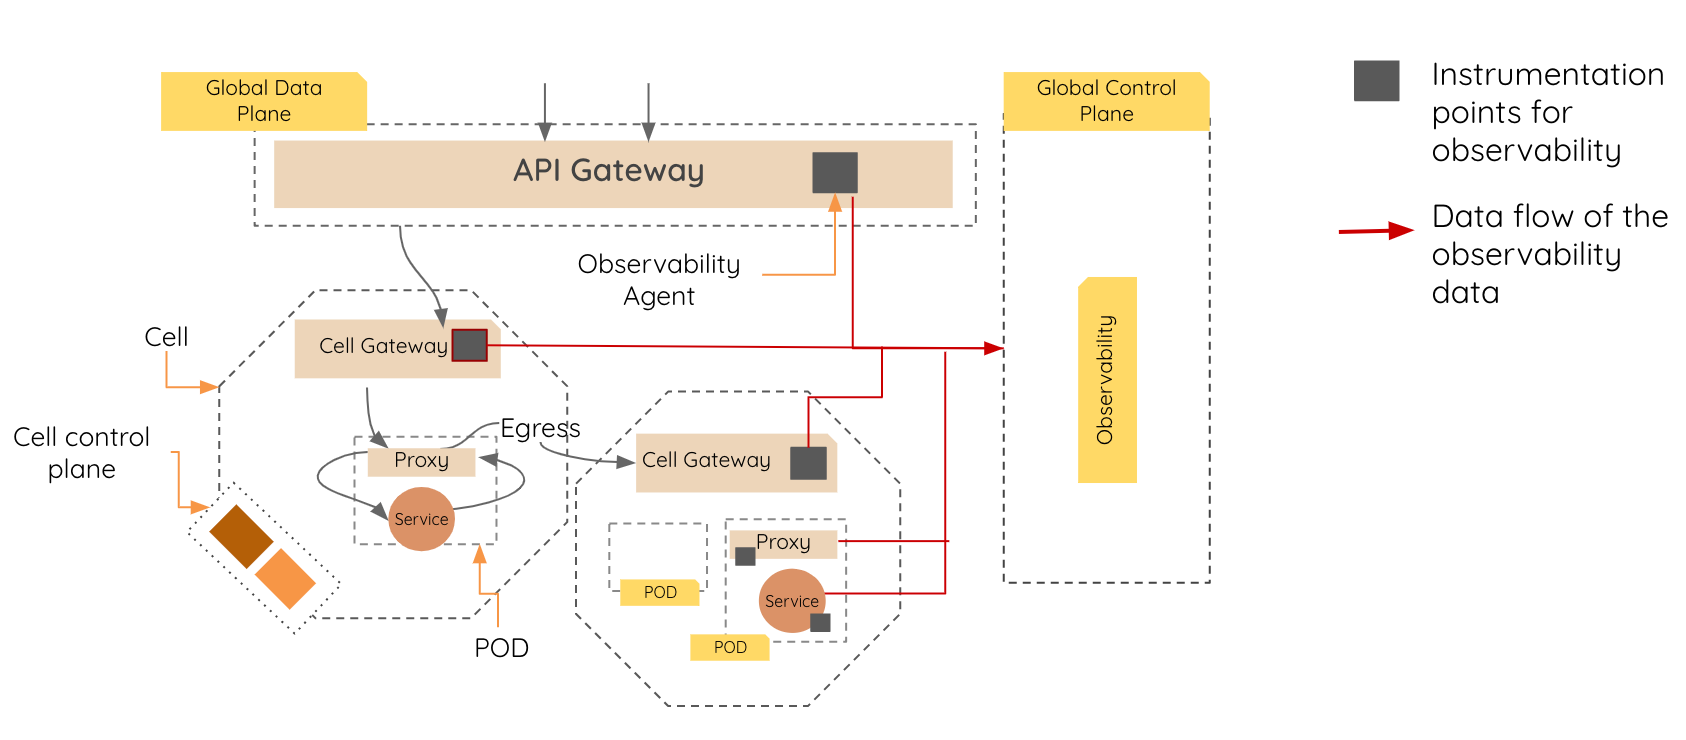 Global Data
Plane
API Gateway
Global Control
Plane
Instrumentation
points for
observability
Data flow of the
observability
data
Observability
Agent
Observability
Cell
Cell Gateway
Cell control
plane
Egress
Proxy
Service
POD
Cell Gateway
POD
Proxy
Service
POD